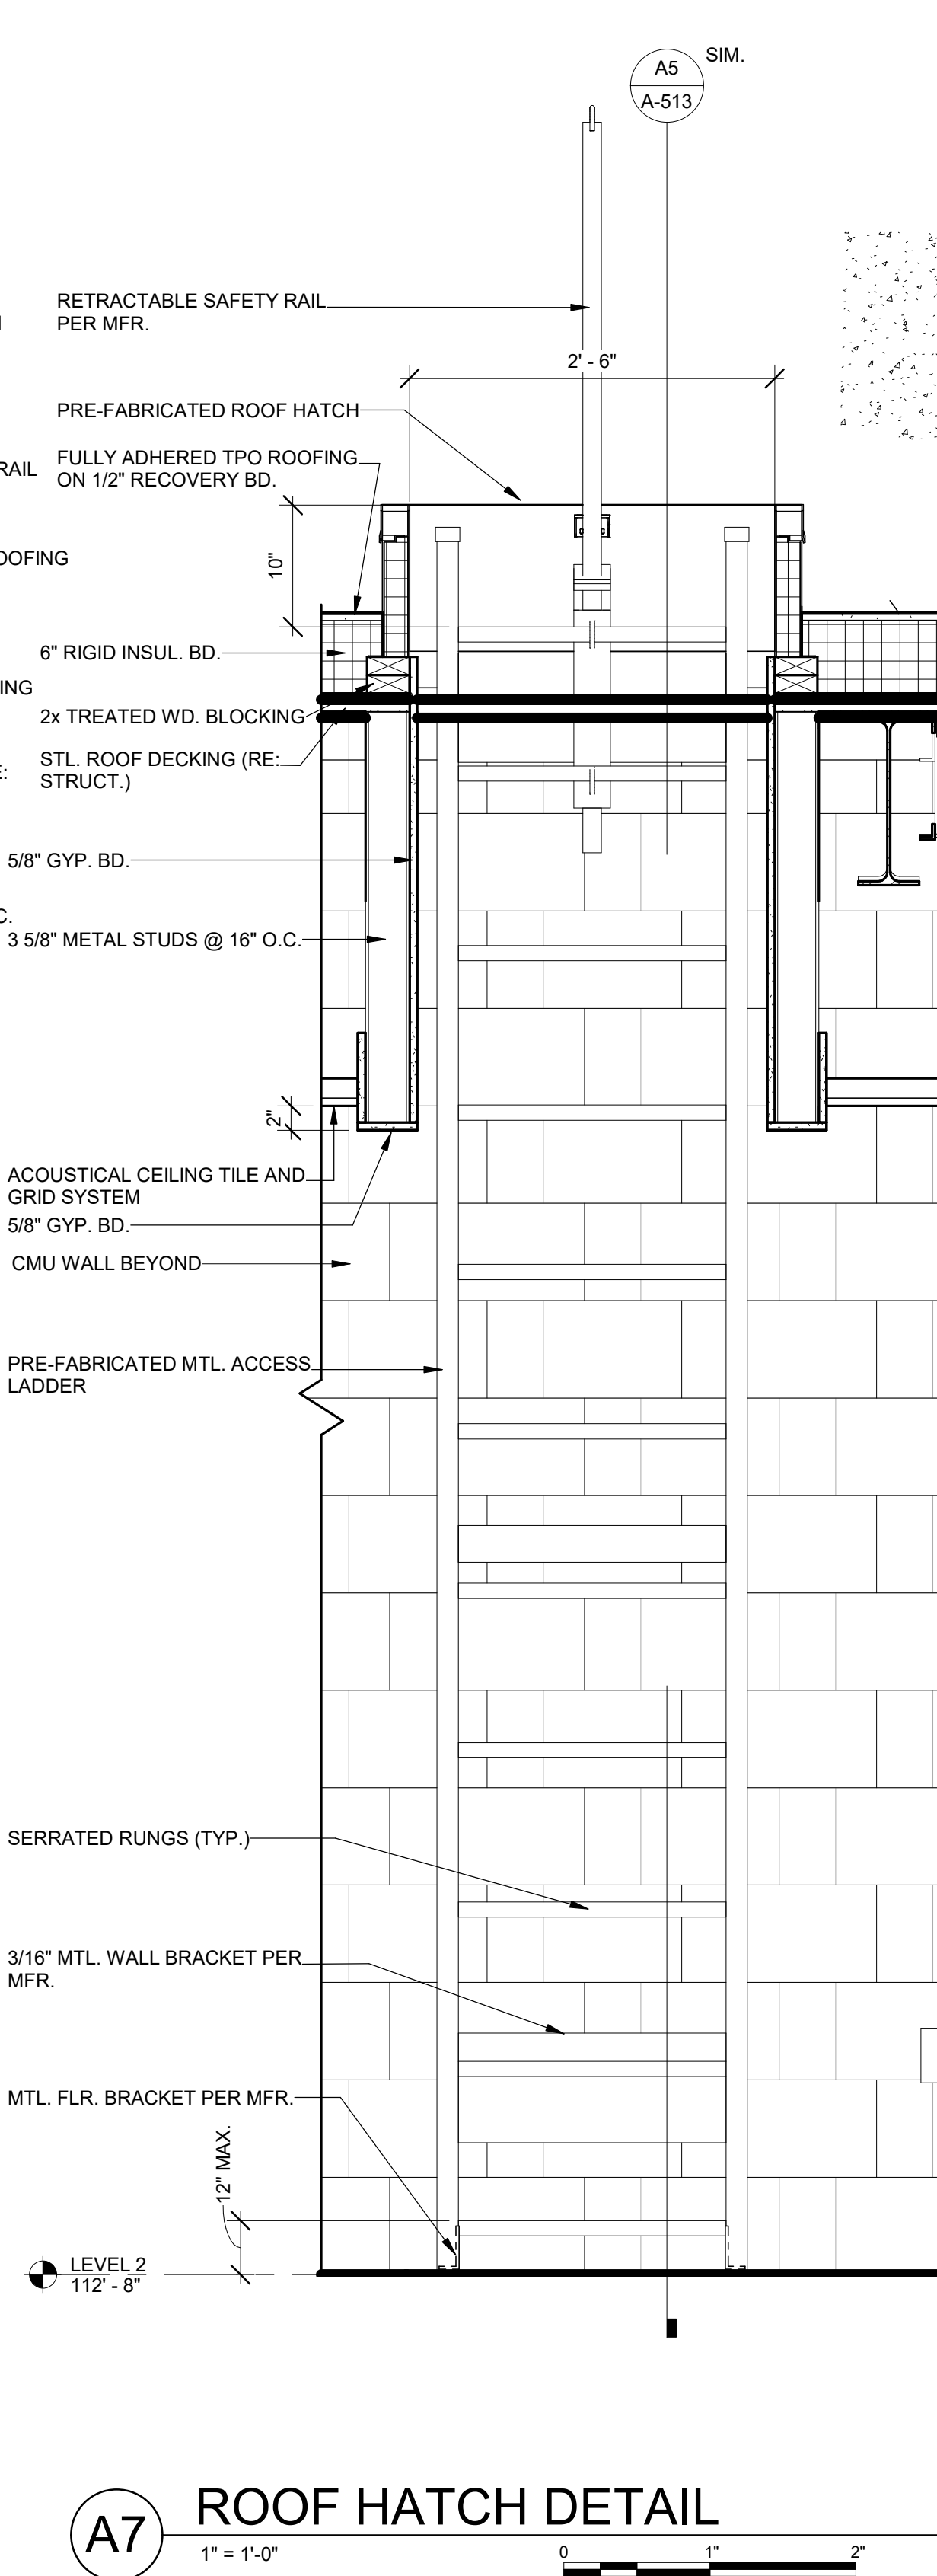 A5
A-513
SIM.
RETRACTABLE SAFETY RAIL
PER MFR.
2' - 6"
PRE-FABRICATED ROOF HATCH
RAIL
FULLY ADHERED TPO ROOFING
ON 1/2" RECOVERY BD.
10"
OOFING
6" RIGID INSUL. BD.
ING
2x TREATED WD. BLOCKING
E:
STL. ROOF DECKING (RE:
STRUCT.)
5/8" GYP. BD.
C.
3 5/8" METAL STUDS @ 16" O.C.
2"
ACOUSTICAL CEILING TILE AND
GRID SYSTEM
5/8" GYP. BD.
CMU WALL BEYOND
PRE-FABRICATED MTL. ACCESS
LADDER
SERRATED RUNGS (TYP.)
3/16" MTL. WALL BRACKET PER
MFR.
MTL. FLR. BRACKET PER MFR.
12" MAX.
LEVEL 2
112' - 8"
A7
ROOF HATCH DETAIL
1" = 1'-0"
0
1"
2"